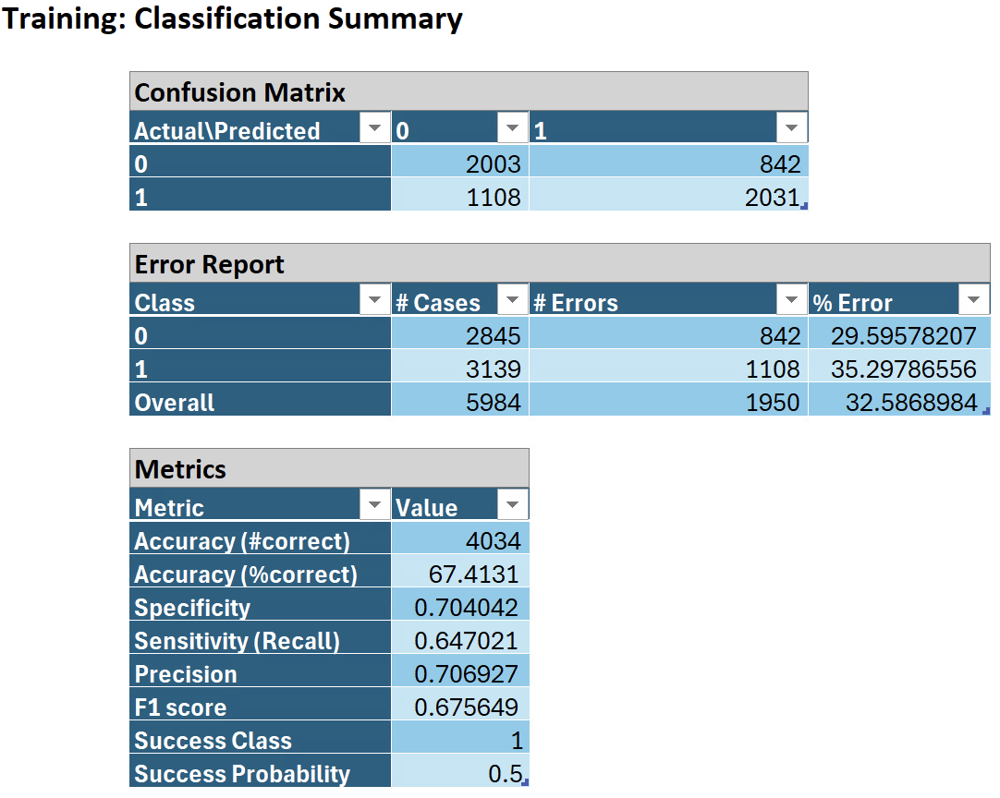 Training: Classification Summary
Confusion Matrix
Actual\Predicted 0 1
0 2003 842
1 1108 2031
Error Report
Class # Cases # Errors % Error
0 2845 842 29.59578207
1 3139 1108 35.29786556
Overall 5984 1950 32.5868984
Metrics
Metric Value
Accuracy (#correct) 4034
Accuracy (%correct) 67.4131
Specificity 0.704042
Sensitivity (Recall) 0.647021
Precision 0.706927
F1 score 0.675649
Success Class 1
Success Probability 0.5